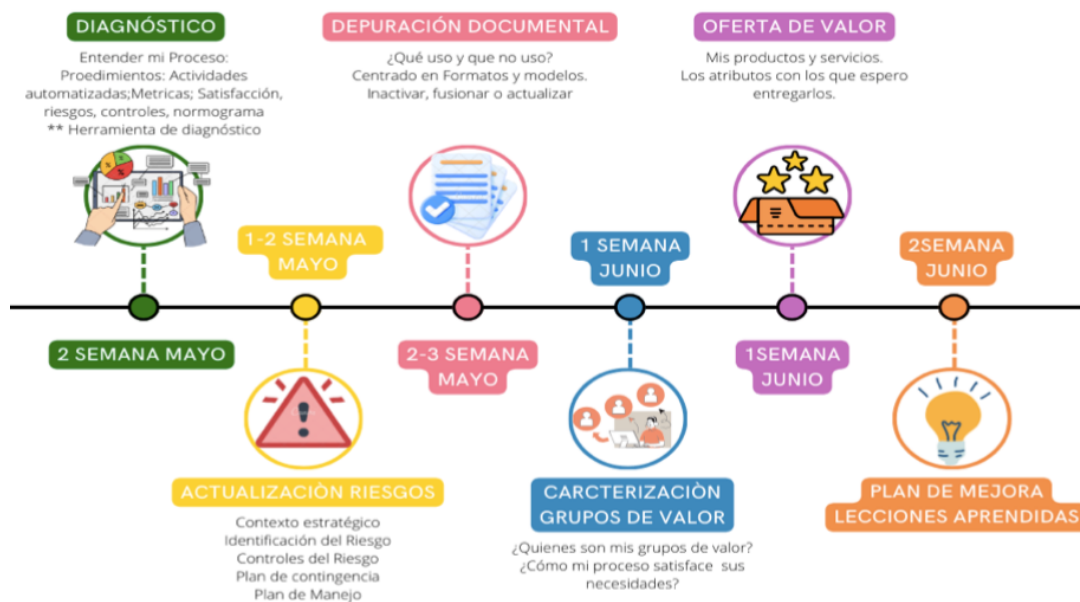 DIAGNÓSTICO
Entender mi Proceso:
Proedimientos: Actividades
automatizadas;Metricas; Satisfacción,
riesgos, controles, normograma
** Herramienta de diagnóstico
2 SEMANA MAYO
1-2 SEMANA
MAYO
ACTUALIZACIÒN RIESGOS
Contexto estratégico
Identificación del Riesgo
Controles del Riesgo
Plan de contingencia
Plan de Manejo
DEPURACIÓN DOCUMENTAL
¿Qué uso y que no uso?
Centrado en Formatos y modelos.
Inactivar, fusionar o actualizar
2-3 SEMANA
MAYO
1 SEMANA
JUNIO
CARCTERIZACIÒN
GRUPOS DE VALOR
¿Quienes son mis grupos de valor?
¿Cómo mi proceso satisface sus
necesidades?
OFERTA DE VALOR
Mis productos y servicios.
Los atributos con los que espero
entregarlos.
1SEMANA
JUNIO
2SEMANA
JUNIO
PLAN DE MEJORA
LECCIONES APRENDIDAS